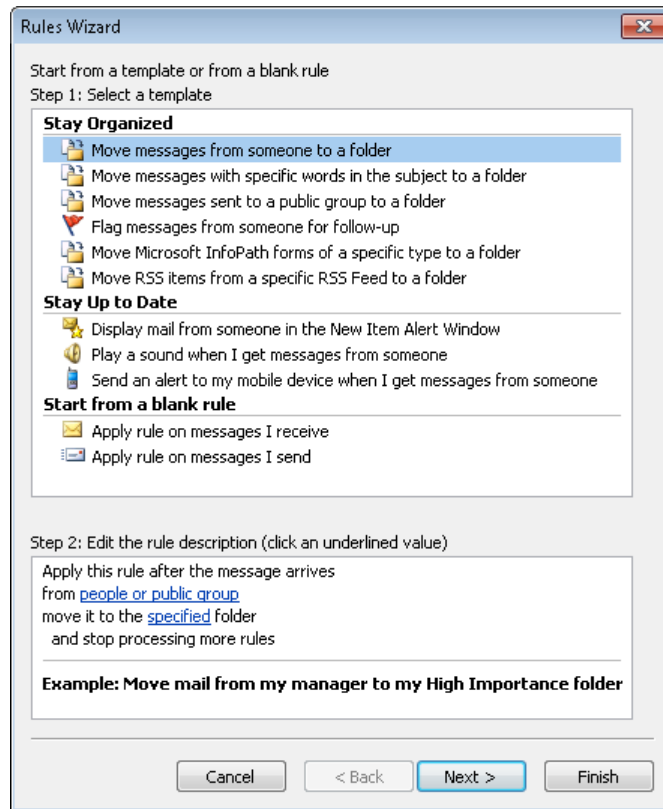 Rules Wizard
Start from a template or from a blank rule
Step 1: Select a template
Stay Organized
Move messages from someone to a folder
Move messages with specific words in the subject to a folder
Move messages sent to a public group to a folder
Flag messages from someone for follow-up
Move Microsoft InfoPath forms of a specific type to a folder
Move RSS items from a specific RSS Feed to a folder
Stay Up to Date
Display mail from someone in the New Item Alert Window
Play a sound when I get messages from someone
Send an alert to my mobile device when I get messages from someone
Start from a blank rule
Apply rule on messages I receive
Apply rule on messages I send
Step 2: Edit the rule description (click an underlined value)
Apply this rule after the message arrives
from people or public group
move it to the specified folder
and stop processing more rules
Example: Move mail from my manager to my High Importance folder
Cancel < Back Next > Finish